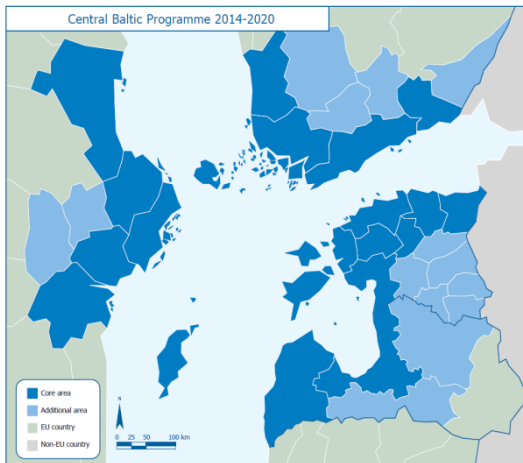 Central Baltic Programme 2014-2020
Core area
Additional area
EU country
Non-EU country
N
0 25 50 100 km